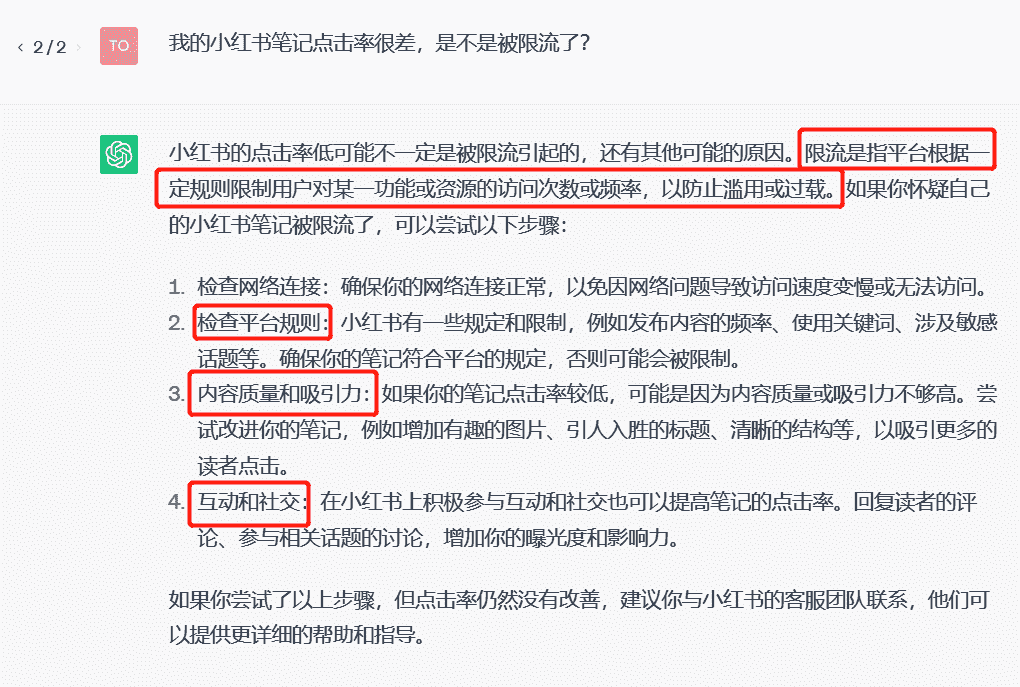 2/2
TO
我的小红书笔记点击率很差，是不是被限流了？
小红书的点击率低可能不一定是被限流引起的，还有其他可能的原因。限流是指平台根据一
定规则限制用户对某一功能或资源的访问次数或频率，以防止滥用或过载。如果你怀疑自己
的小红书笔记被限流了，可以尝试以下步骤：
1. 检查网络连接：确保你的网络连接正常，以免因网络问题导致访问速度变慢或无法访问。
2. 检查平台规则：小红书有一些规定和限制，例如发布内容的频率、使用关键词、涉及敏感
话题等。确保你的笔记符合平台的规定，否则可能会被限制。
3. 内容质量和吸引力：如果你的笔记点击率较低，可能是因为内容质量或吸引力不够高。尝
试改进你的笔记，例如增加有趣的图片、引人入胜的标题、清晰的结构等，以吸引更多的
读者点击。
4. 互动和社交：在小红书上积极参与互动和社交也可以提高笔记的点击率。回复读者的评
论、参与相关话题的讨论，增加你的曝光度和影响力。
如果你尝试了以上步骤，但点击率仍然没有改善，建议你与小红书的客服团队联系，他们可
以提供更详细的帮助和指导。